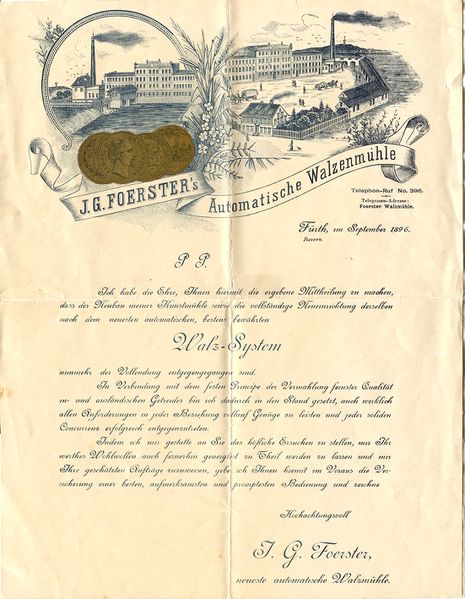 J.G. FOERSTER's Automatische Walzenmühle
Telephon-Ruf No. 396.
Telegramm-Adresse:
Foerster Walzmühle.
Fürth, im September 1896.
Bayern.
P. P.
Ich habe die Ehre, Ihnen hiermit die ergebene Mittheilung zu machen,
dass der Neubau meiner Kunstmühle sowie die vollständige Neueinrichtung derselben
nach dem neuesten automatischen, bestens bewährten
Walz-System
nunmehr der Vollendung entgegengegangen sind.
In Verbindung mit dem festen Principe der Vermahlung feinster Qualität
in- und ausländischen Getreides bin ich dadurch in den Stand gesetzt, auch wirklich
allen Anforderungen in jeder Beziehung vollauf Genüge zu leisten und jeder soliden
Concurrenz erfolgreich entgegenzutreten.
Indem ich mir gestatte an Sie das höfliche Ersuchen zu stellen, mir Ihr
werthes Wohlwollen auch fernerhin geneigtest zu Theil werden zu lassen und mir
Ihre geschätzten Aufträge zuzuweisen, gebe ich Ihnen hiermit im Voraus die Ver-
sicherung einer besten, aufmerksamsten und promptesten Bedienung und zeichne
Hochachtungsvoll
J. G. Foerster,
neueste automatische Walzmühle.